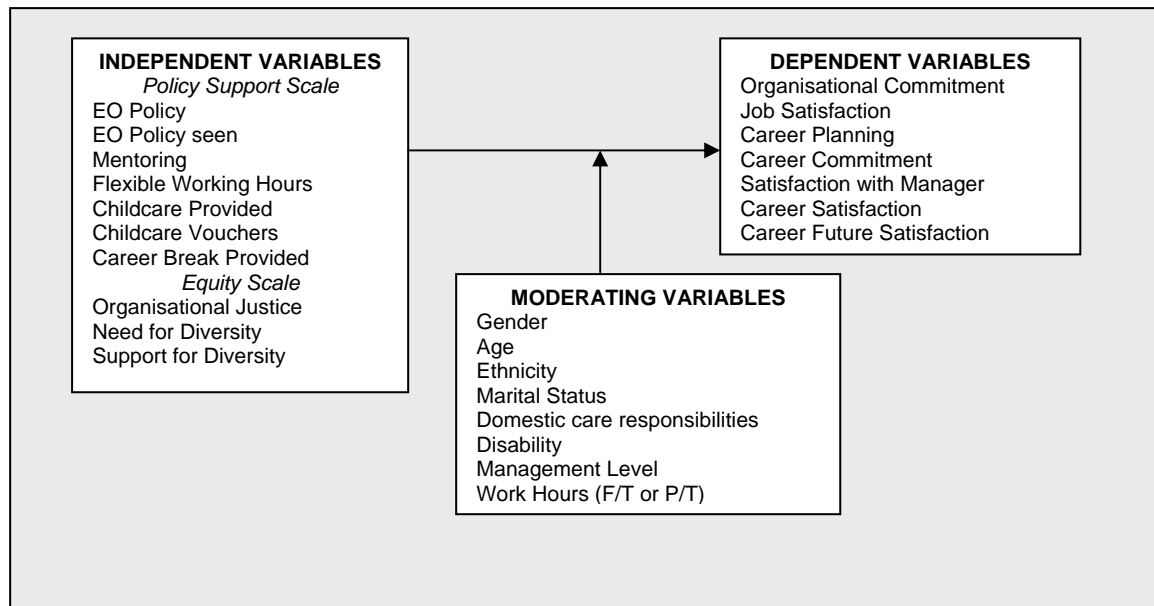 INDEPENDENT VARIABLES
Policy Support Scale
EO Policy
EO Policy seen
Mentoring
Flexible Working Hours
Childcare Provided
Childcare Vouchers
Career Break Provided
Equity Scale
Organisational Justice
Need for Diversity
Support for Diversity
DEPENDENT VARIABLES
Organisational Commitment
Job Satisfaction
Career Planning
Career Commitment
Satisfaction with Manager
Career Satisfaction
Career Future Satisfaction
MODERATING VARIABLES
Gender
Age
Ethnicity
Marital Status
Domestic care responsibilities
Disability
Management Level
Work Hours (F/T or P/T)